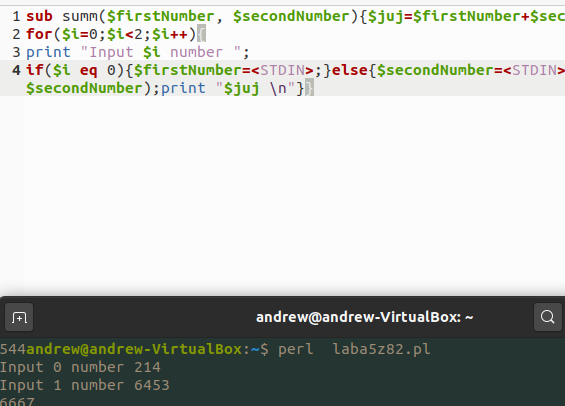 1 sub summ($firstNumber, $secondNumber){$juj=$firstNumber+$sec
2 for($i=0;$i<2;$i++){
3 print "Input $i number ";
4 if($i eq 0){$firstNumber=<STDIN>;}else{$secondNumber=<STDIN>
$secondNumber);print "$juj \n"}}
andrew@andrew-VirtualBox: ~
544andrew@andrew-VirtualBox:~$ perl  laba5z82.pl
Input 0 number 214
Input 1 number 6453
6667